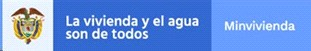 La vivienda y el agua
son de todos
Minvivienda